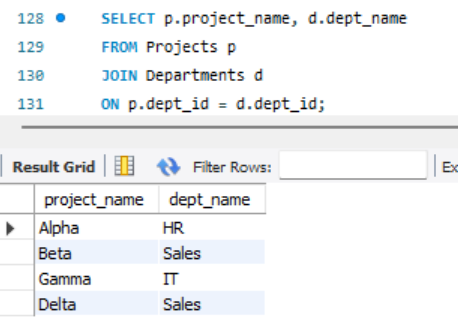 128 SELECT p.project_name, d.dept_name
129 FROM Projects p
130 JOIN Departments d
131 ON p.dept_id = d.dept_id;
Result Grid Filter Rows: Ex
project_name dept_name
Alpha HR
Beta Sales
Gamma IT
Delta Sales